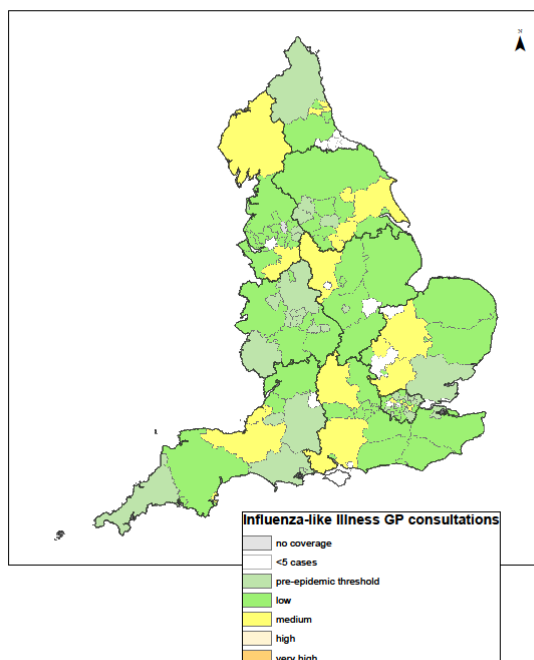 N
Influenza-like Illness GP consultations
no coverage
<5 cases
pre-epidemic threshold
low
medium
high
very high